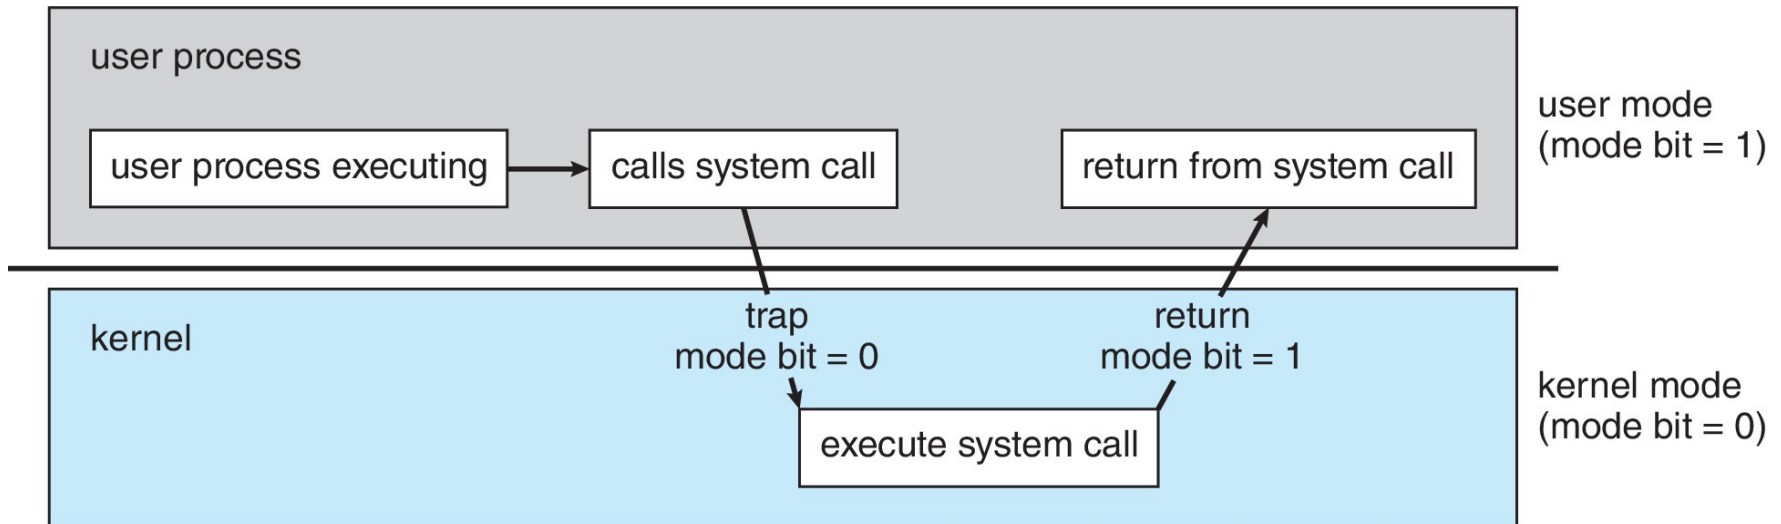 user process
user process executing
calls system call
return from system call
user mode
(mode bit = 1)
kernel
trap
mode bit = 0
return
mode bit = 1
execute system call
kernel mode
(mode bit = 0)